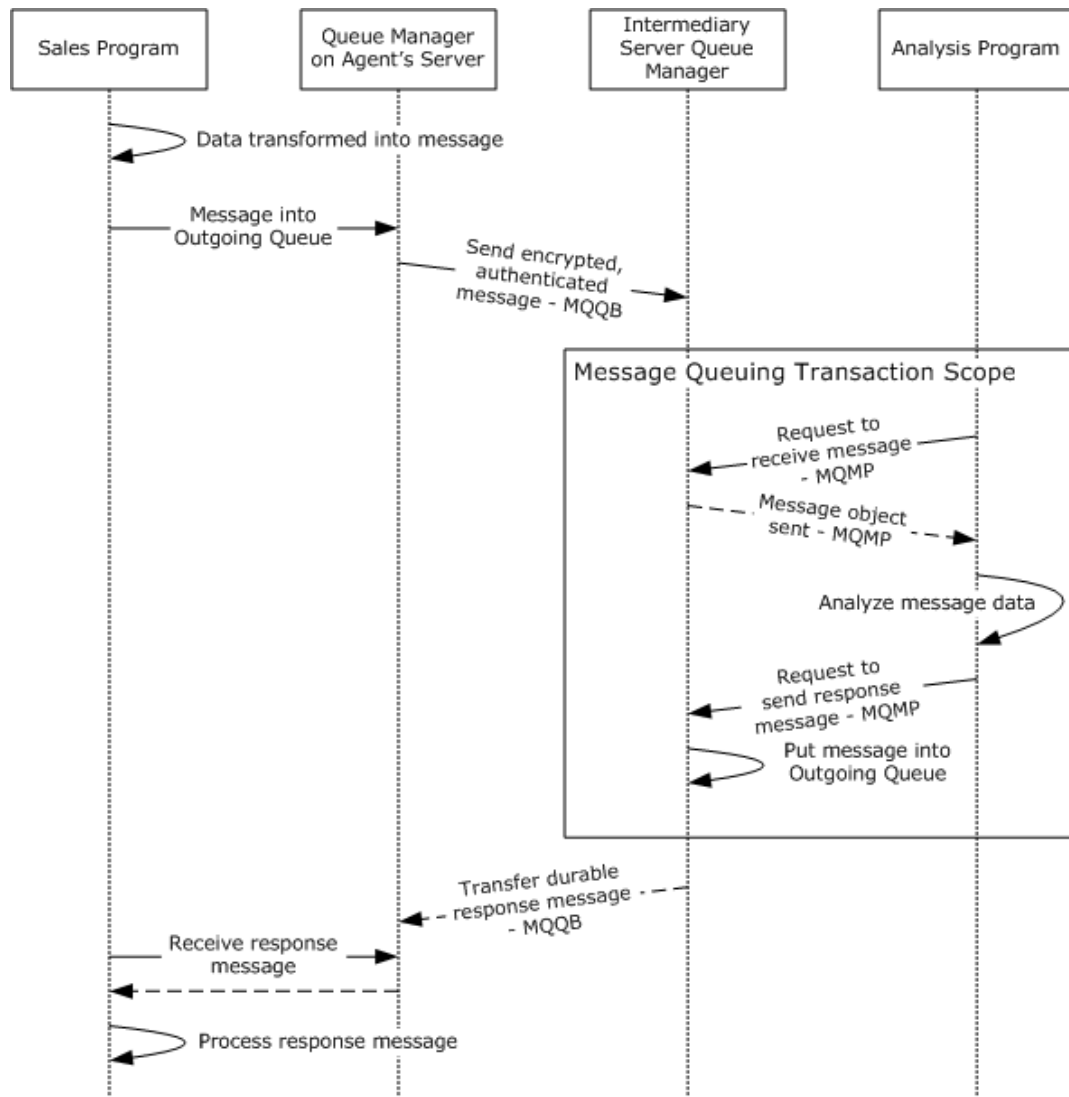 Sales Program
Queue Manager
on Agent's Server
Intermediary
Server Queue
Manager
Analysis Program
Data transformed into message
Message into
Outgoing Queue
Send encrypted,
authenticated
message - MQQB
Message Queuing Transaction Scope
Request to
receive message
- MQMP
Message object
sent - MQMP
Analyze message data
Request to
send response
message - MQMP
Put message into
Outgoing Queue
Transfer durable
response message
- MQQB
Receive response
message
Process response message